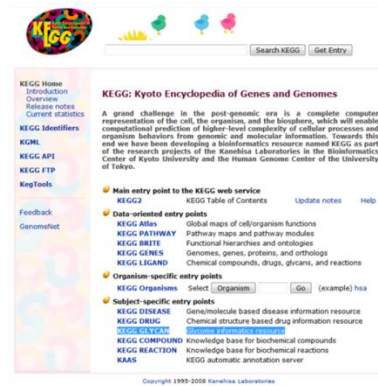 KEGG
Search KEGG Get Entry
KEGG Home
Introduction
Overview
Release notes
Current statistics
KEGG Identifiers
KGML
KEGG API
KEGG FTP
KegTools
Feedback
GenomeNet
KEGG: Kyoto Encyclopedia of Genes and Genomes
A grand challenge in the post-genomic era is a complete computer
representation of the cell, the organism, and the biosphere, which will enable
computational prediction of higher-level complexity of cellular processes and
organism behaviors from genomic and molecular information. Towards this
end we have been developing a bioinformatics resource named KEGG as part
of the research projects of the Kanehisa Laboratories in the Bioinformatics
Center of Kyoto University and the Human Genome Center of the University
of Tokyo.
Main entry point to the KEGG web service
KEGG2 KEGG Table of Contents Update notes Help
Data-oriented entry points
KEGG Atlas Global maps of cell/organism functions
KEGG PATHWAY Pathway maps and pathway modules
KEGG BRITE Functional hierarchies and ontologies
KEGG GENES Genomes, genes, proteins, and orthologs
KEGG LIGAND Chemical compounds, drugs, glycans, and reactions
Organism-specific entry points
KEGG Organisms Select Organism Go (example) hsa
Subject-specific entry points
KEGG DISEASE Gene/molecule based disease information resource
KEGG DRUG Chemical structure based drug information resource
KEGG GLYCAN Glycome informatics resource
KEGG COMPOUND Knowledge base for biochemical compounds
KEGG REACTION Knowledge base for biochemical reactions
KAAS KEGG automatic annotation server
Copyright 1995-2008 Kanehisa Laboratories